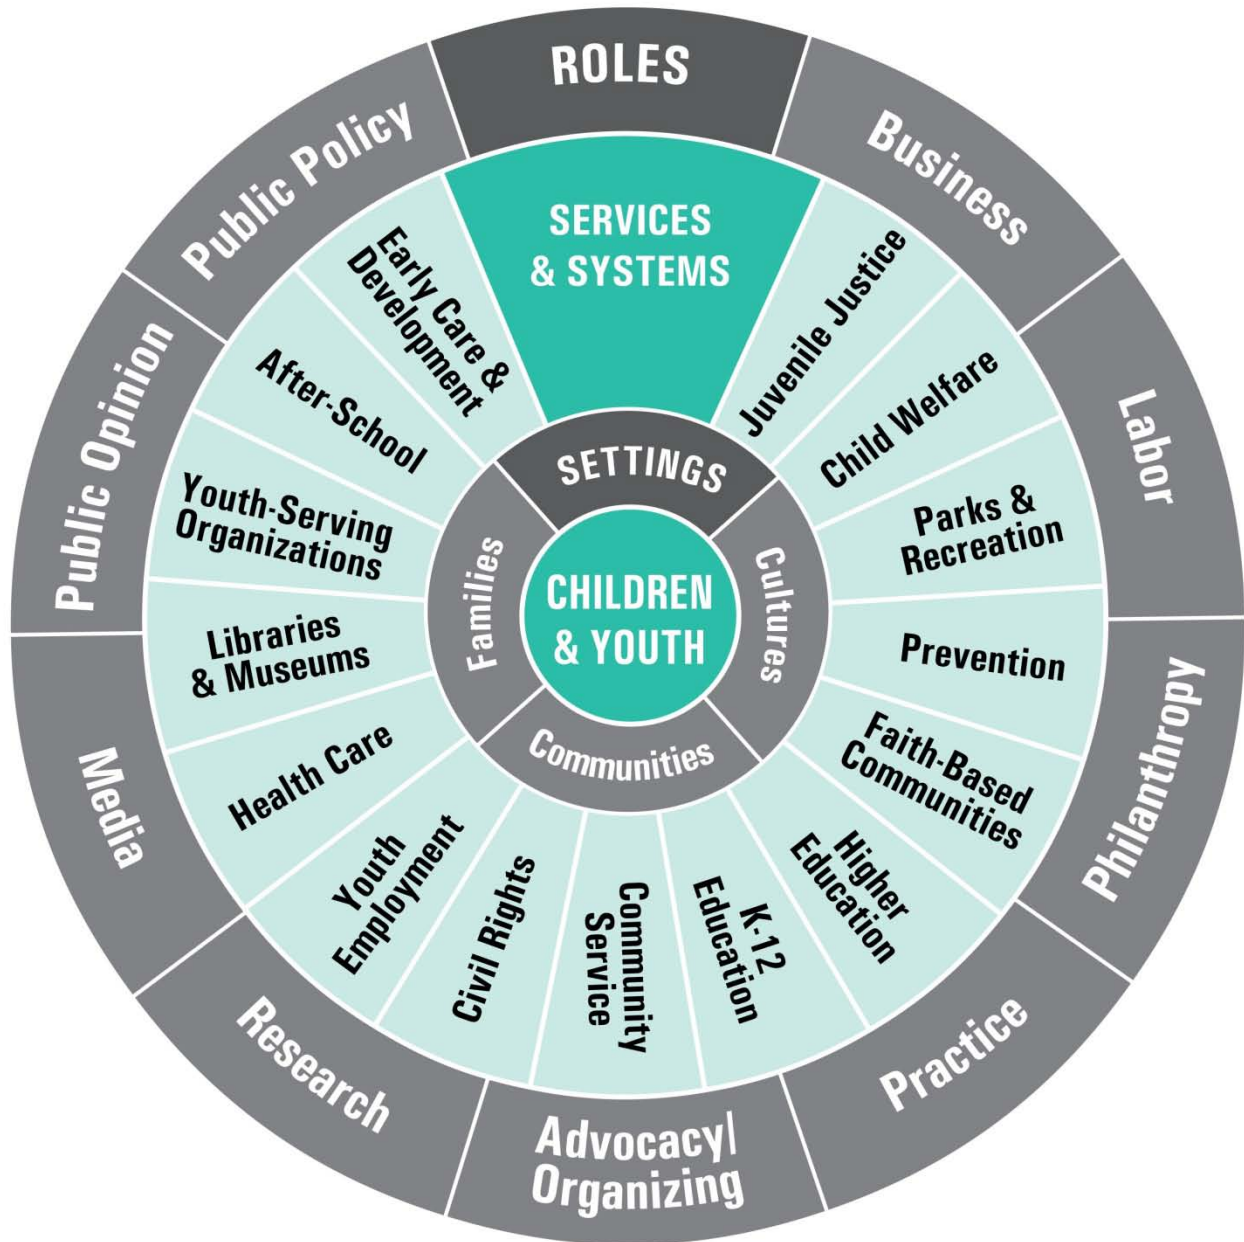 ROLES
Business
Labor
Philanthropy
Practice
Advocacy/
Organizing
Research
Media
Public Opinion
Public Policy
SERVICES
& SYSTEMS
Juvenile Justice
Child Welfare
Parks &
Recreation
Prevention
Faith-Based
Communities
Higher
Education
K-12
Education
Community
Service
Civil Rights
Youth
Employment
Health Care
Libraries
& Museums
Youth-Serving
Organizations
After-School
Early Care &
Development
SETTINGS
Cultures
Communities
Families
CHILDREN
& YOUTH